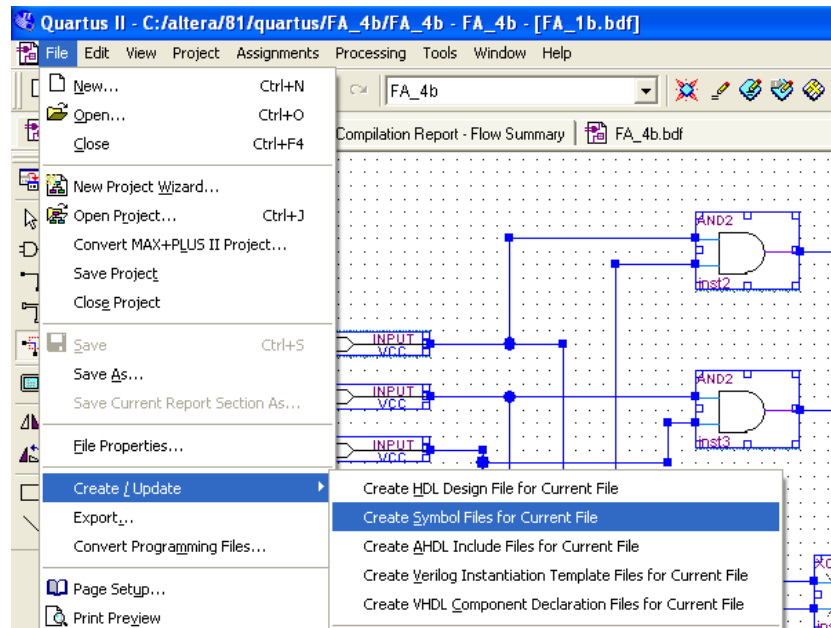 Quartus II - C:/altera/81/quartus/FA_4b/FA_4b - FA_4b - [FA_1b.bdf]
File Edit View Project Assignments Processing Tools Window Help
New... Ctrl+N
FA_4b
Open... Ctrl+O
Close Ctrl+F4
Compilation Report - Flow Summary FA_4b.bdf
New Project Wizard...
Open Project... Ctrl+J
Convert MAX+PLUS II Project...
Save Project
Close Project
AND2
inst2
Save Ctrl+S
INPUT
VCC
Save As...
Save Current Report Section As...
INPUT
VCC
AND2
inst3
File Properties...
INPUT
VCC
Create / Update
Create HDL Design File for Current File
Export...
Create Symbol Files for Current File
Convert Programming Files...
Create AHDL Include Files for Current File
Page Setup...
Create Verilog Instantiation Template Files for Current File
Print Preview
Create VHDL Component Declaration Files for Current File